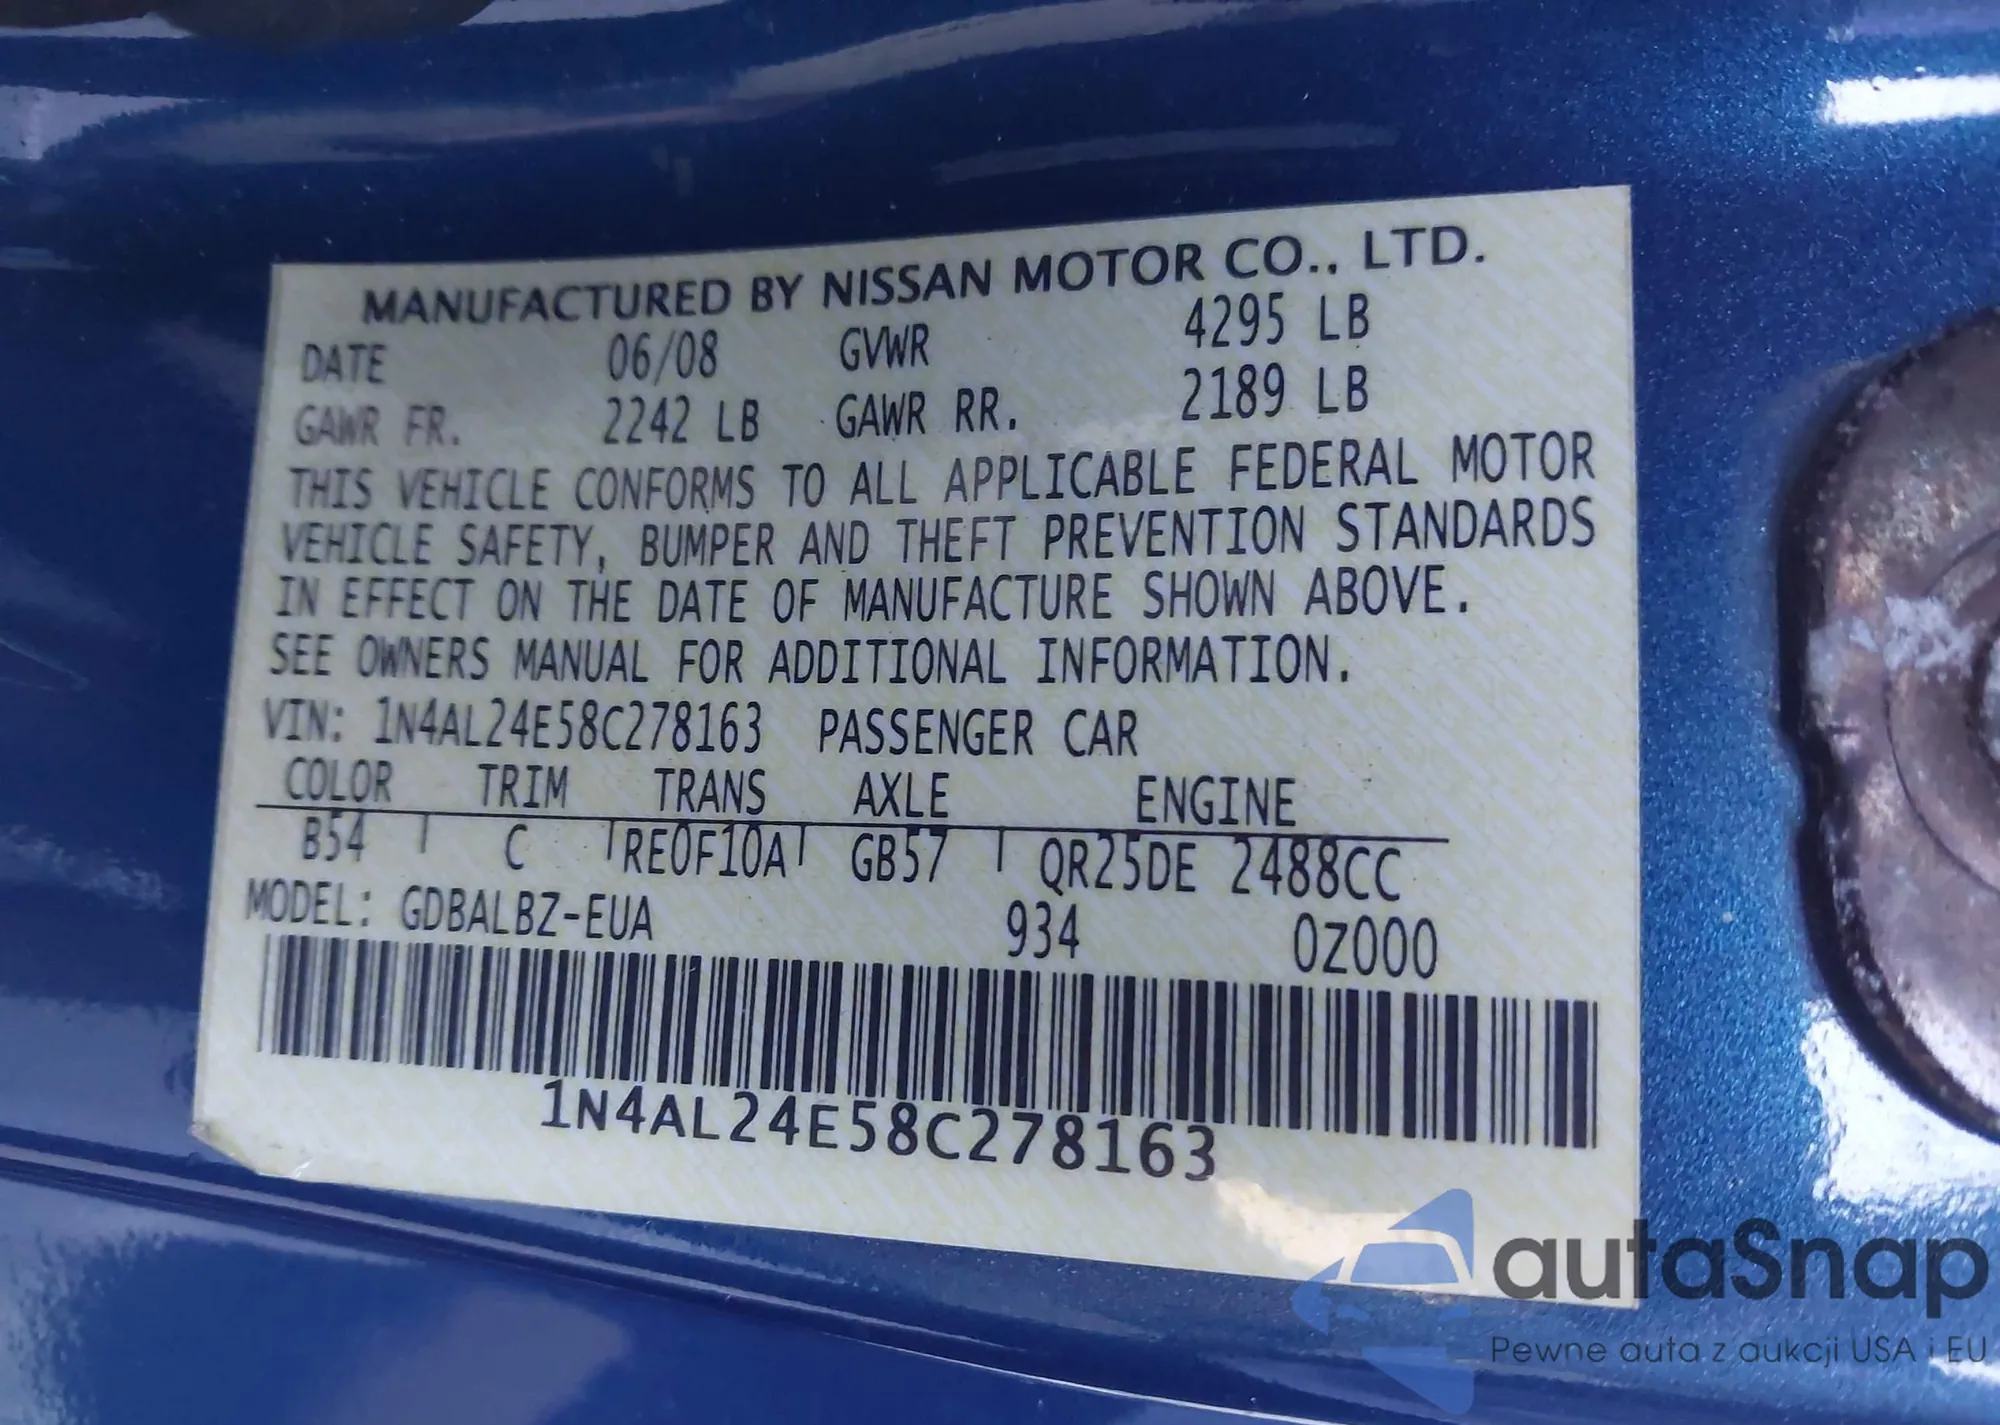 MANUFACTURED BY NISSAN MOTOR CO., LTD.
DATE 06/08 GVWR 4295 LB
GAWR FR. 2242 LB GAWR RR. 2189 LB
THIS VEHICLE CONFORMS TO ALL APPLICABLE FEDERAL MOTOR
VEHICLE SAFETY, BUMPER AND THEFT PREVENTION STANDARDS
IN EFFECT ON THE DATE OF MANUFACTURE SHOWN ABOVE.
SEE OWNERS MANUAL FOR ADDITIONAL INFORMATION.
VIN: 1N4AL24E58C278163 PASSENGER CAR
COLOR TRIM TRANS AXLE ENGINE
B54 C RE0F10A GB57 QR25DE 2488CC
MODEL: GDBALBZ-EUA 934 0Z000
1N4AL24E58C278163
autaSnap
Pewne auta z aukcji USA i EU